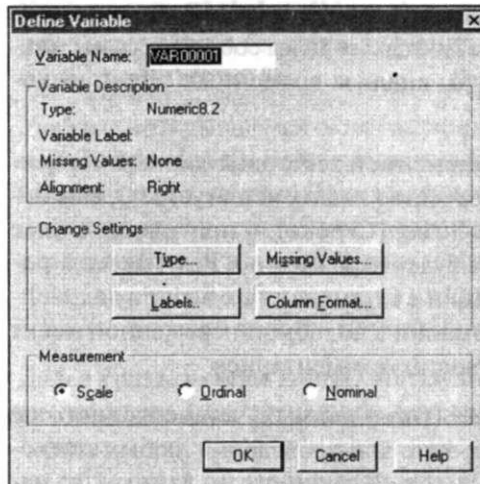 Define Variable
Variable Name: VAR00001
Variable Description
Type: Numeric8.2
Variable Label:
Missing Values: None
Alignment: Right
Change Settings
Type... Missing Values...
Labels... Column Format...
Measurement
Scale Ordinal Nominal
OK Cancel Help